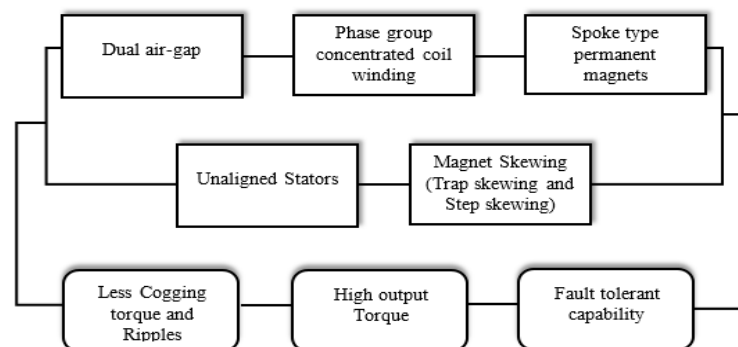 Dual air-gap
Phase group
concentrated coil
winding
Spoke type
permanent
magnets
Unaligned Stators
Magnet Skewing
(Trap skewing and
Step skewing)
Less Cogging
torque and
Ripples
High output
Torque
Fault tolerant
capability